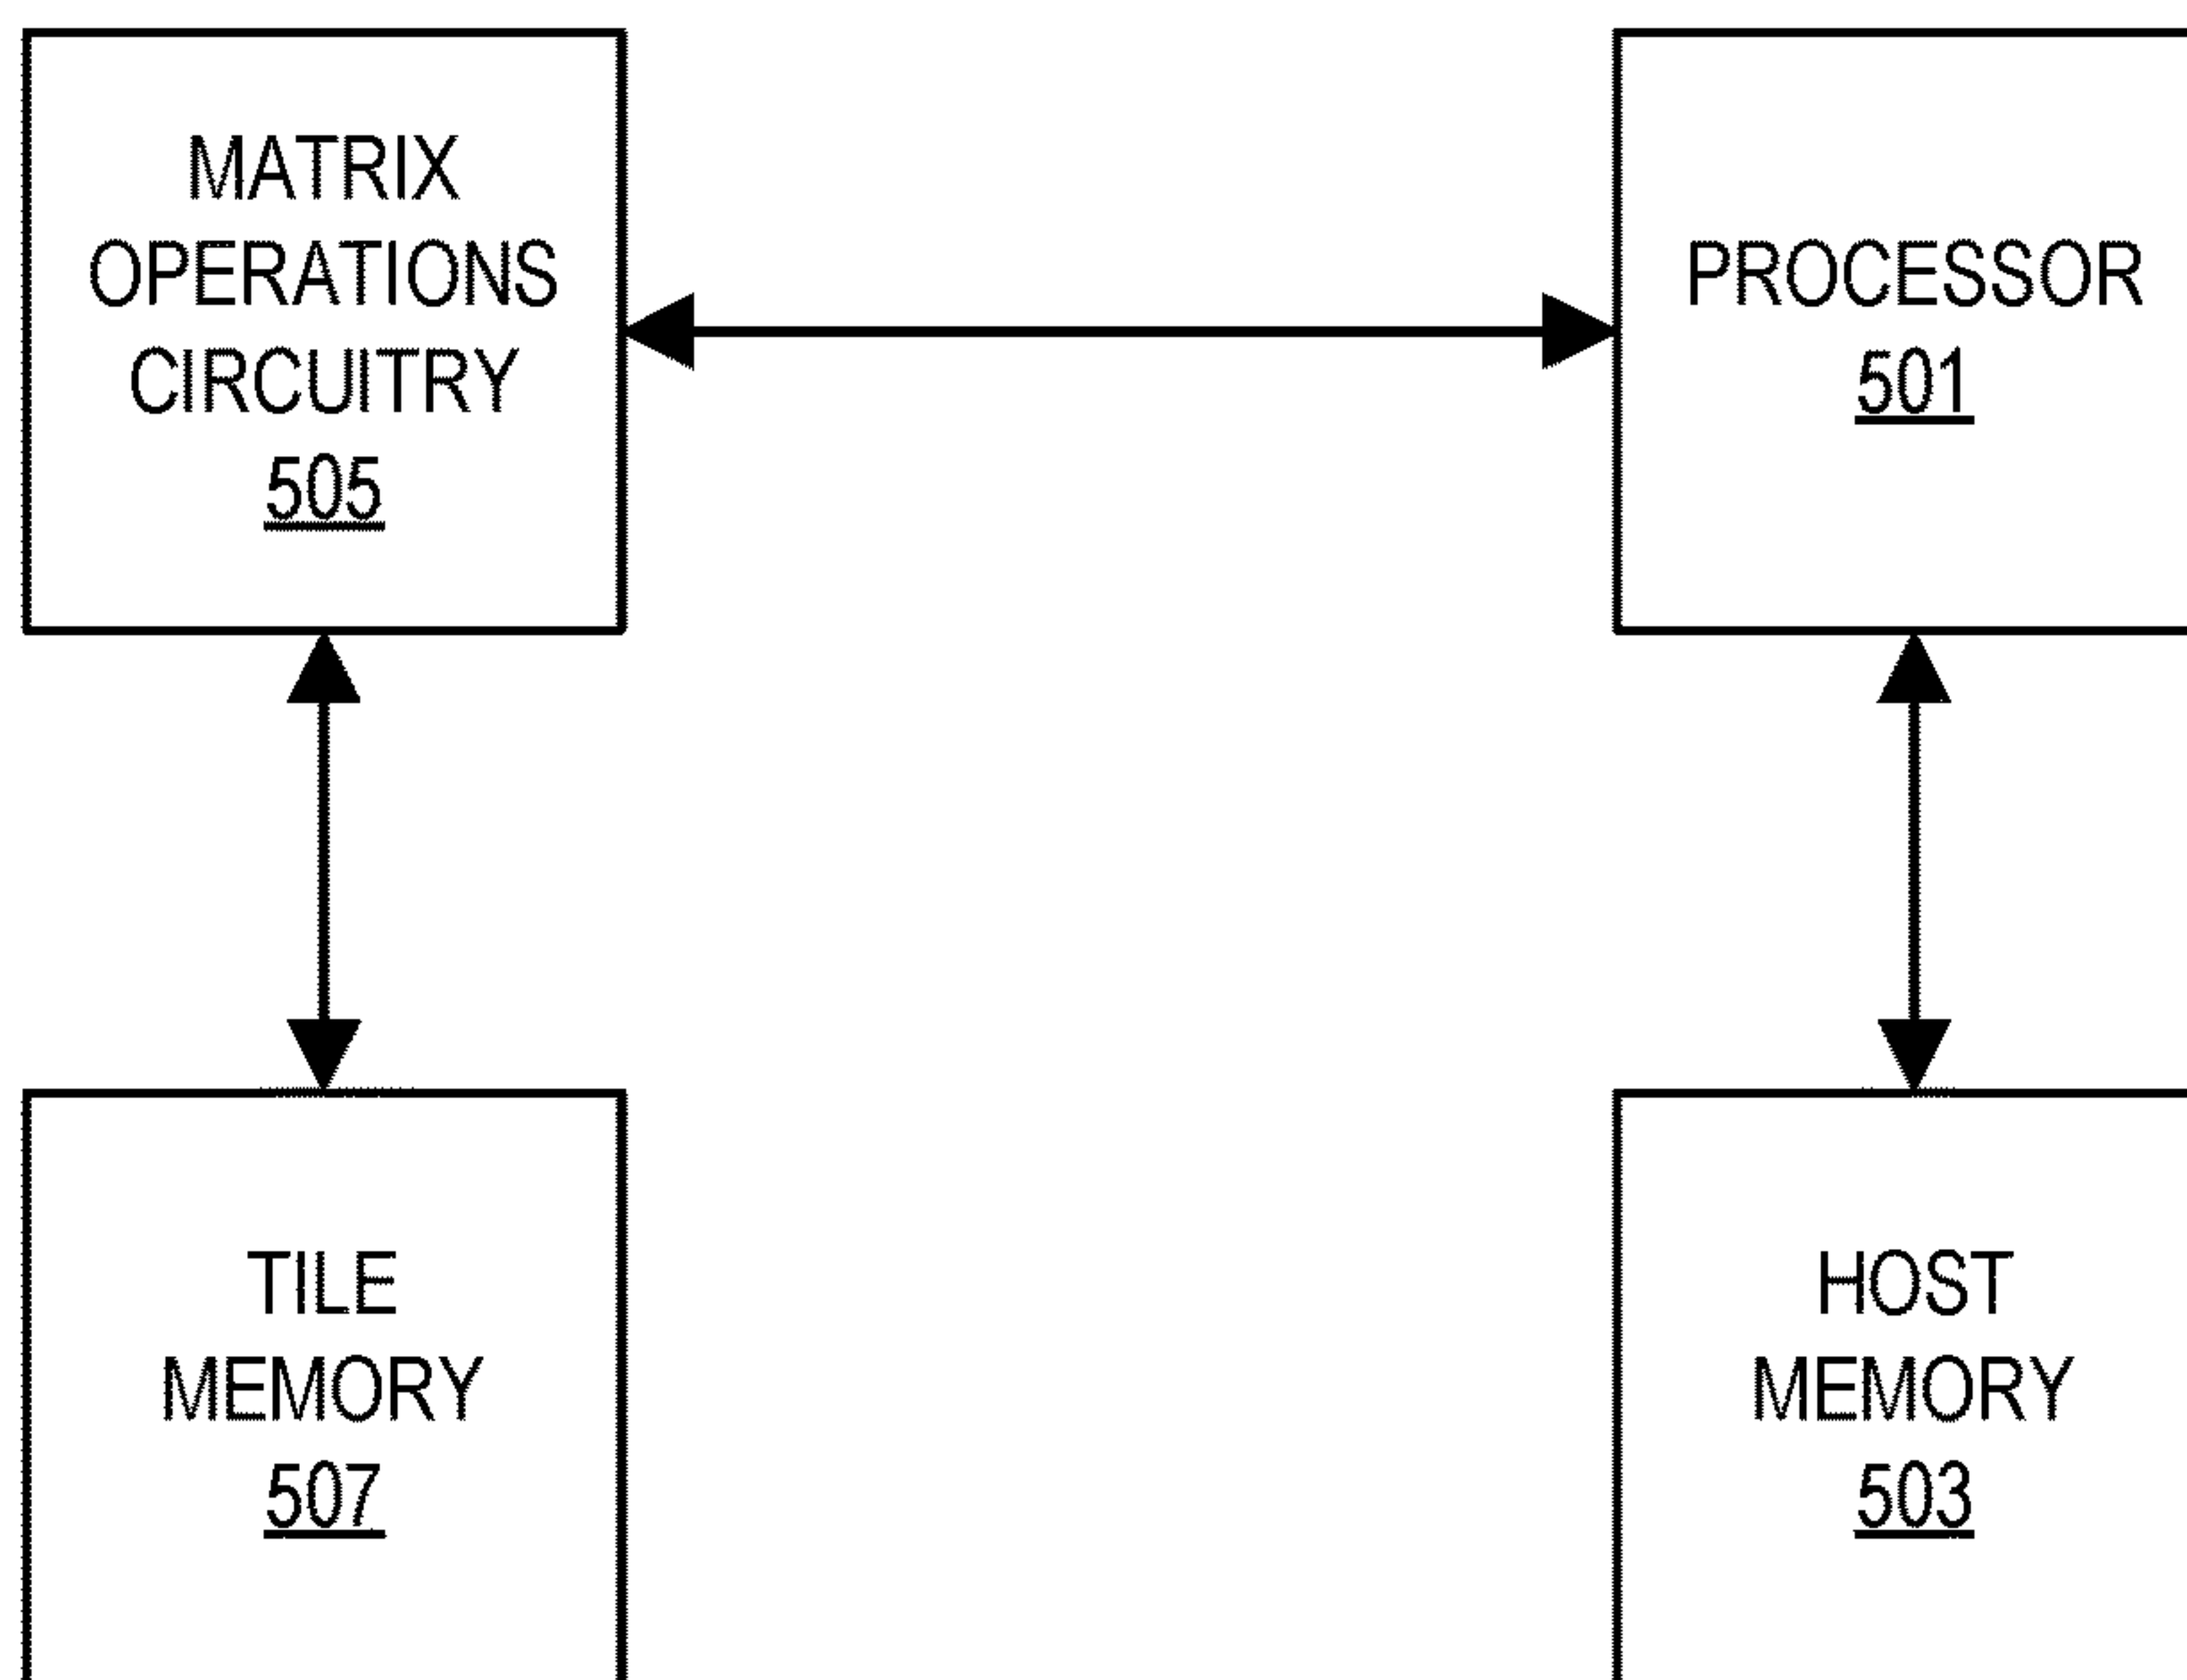 MATRIX
OPERATIONS
CIRCUITRY
505
PROCESSOR
501
TILE
MEMORY
507
HOST
MEMORY
503